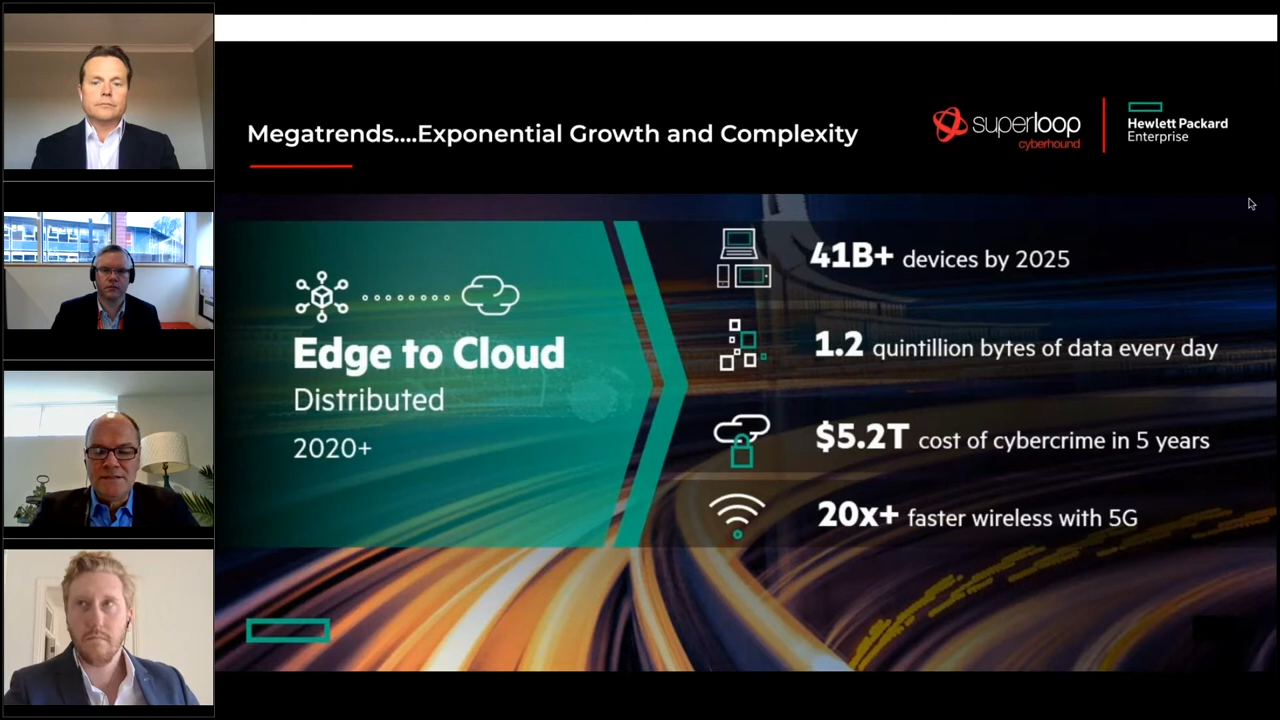 Megatrends....Exponential Growth and Complexity
superloop
cyberhound
Hewlett Packard
Enterprise
Edge to Cloud
Distributed
2020+
41B+ devices by 2025
1.2 quintillion bytes of data every day
$5.2T cost of cybercrime in 5 years
20x+ faster wireless with 5G